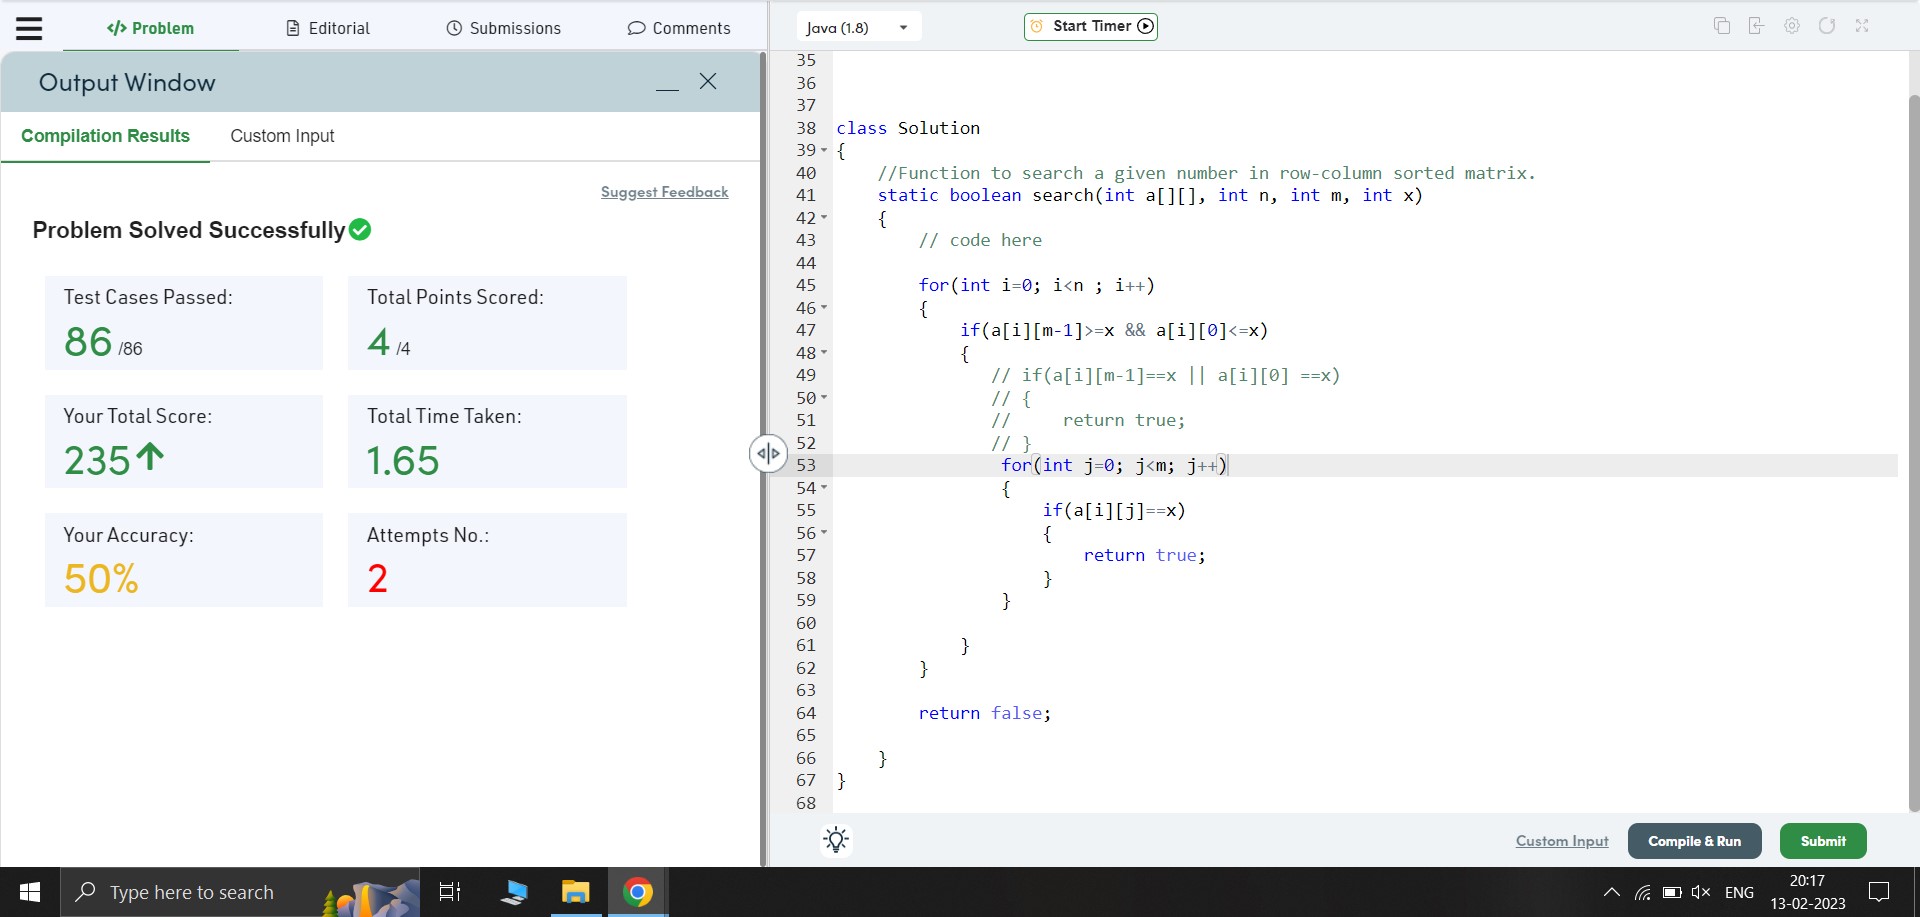 </> Problem
Editorial
Submissions
Comments
Output Window
Compilation Results
Custom Input
Suggest Feedback
Problem Solved Successfully
Test Cases Passed:
86 /86
Total Points Scored:
4 /4
Your Total Score:
235
Total Time Taken:
1.65
Your Accuracy:
50%
Attempts No.:
2
Java (1.8)
Start Timer
35
36
37
38 class Solution
39 {
40 //Function to search a given number in row-column sorted matrix.
41 static boolean search(int a[][], int n, int m, int x)
42 {
43 // code here
44
45 for(int i=0; i<n ; i++)
46 {
47 if(a[i][m-1]>=x && a[i][0]<=x)
48 {
49 // if(a[i][m-1]==x || a[i][0] ==x)
50 // {
51 // return true;
52 // }
53 for(int j=0; j<m; j++)
54 {
55 if(a[i][j]==x)
56 {
57 return true;
58 }
59 }
60
61 }
62 }
63
64 return false;
65
66 }
67 }
68
Custom Input
Compile & Run
Submit
Type here to search
ENG
20:17
13-02-2023